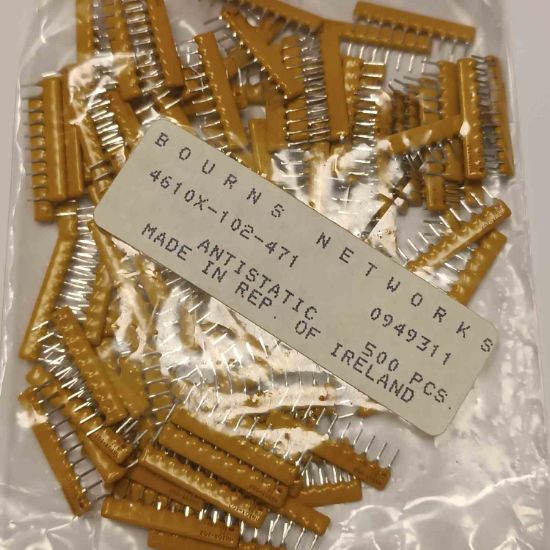 BOURNS NETWORKS
4610X-102-471 0949311
ANTISTATIC 500 PCS.
MADE IN REP. OF IRELAND